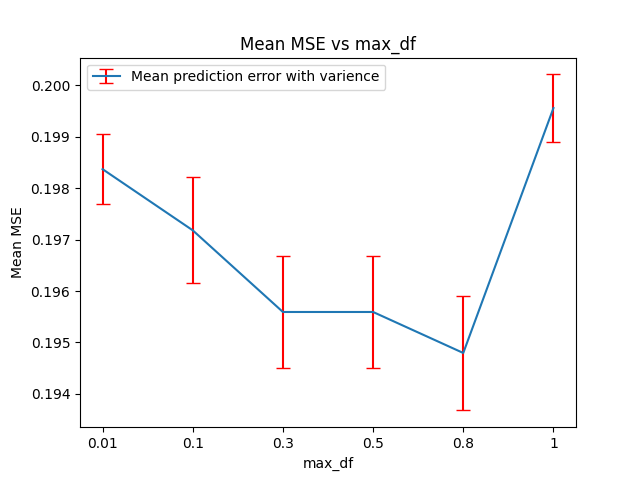 Mean MSE vs max_df
Mean prediction error with varience
0.200
0.199
0.198
0.197
0.196
0.195
0.194
Mean MSE
0.01 0.1 0.3 0.5 0.8 1
max_df